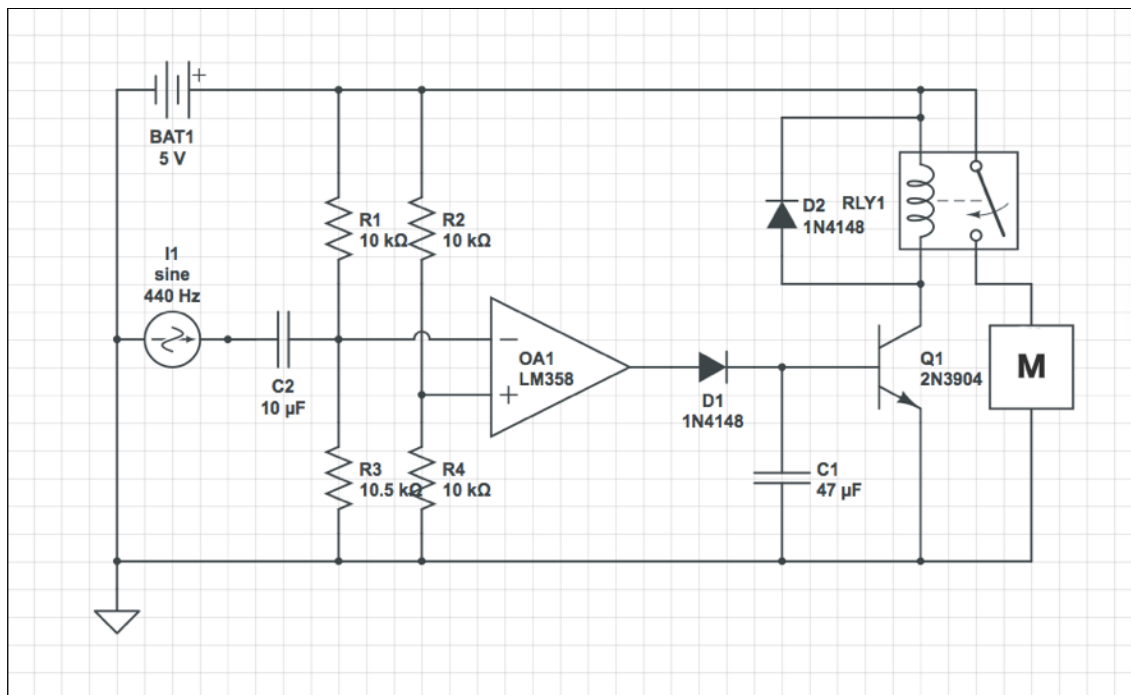 +
BAT1
5 V
I1
sine
440 Hz
C2
10 µF
R1
10 kΩ
R2
10 kΩ
R3
10.5 kΩ
R4
10 kΩ
−
+
OA1
LM358
D1
1N4148
D2
1N4148
RLY1
C1
47 µF
Q1
2N3904
M